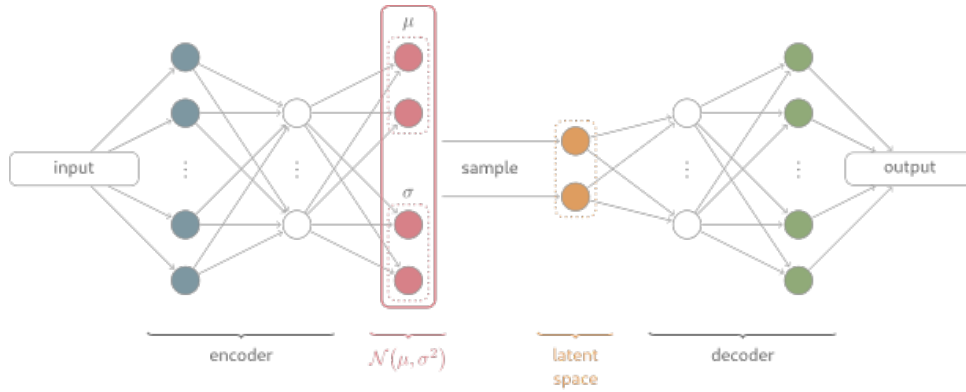 μ
input
sample
output
σ
encoder
𝒩(μ, σ²)
latent
space
decoder